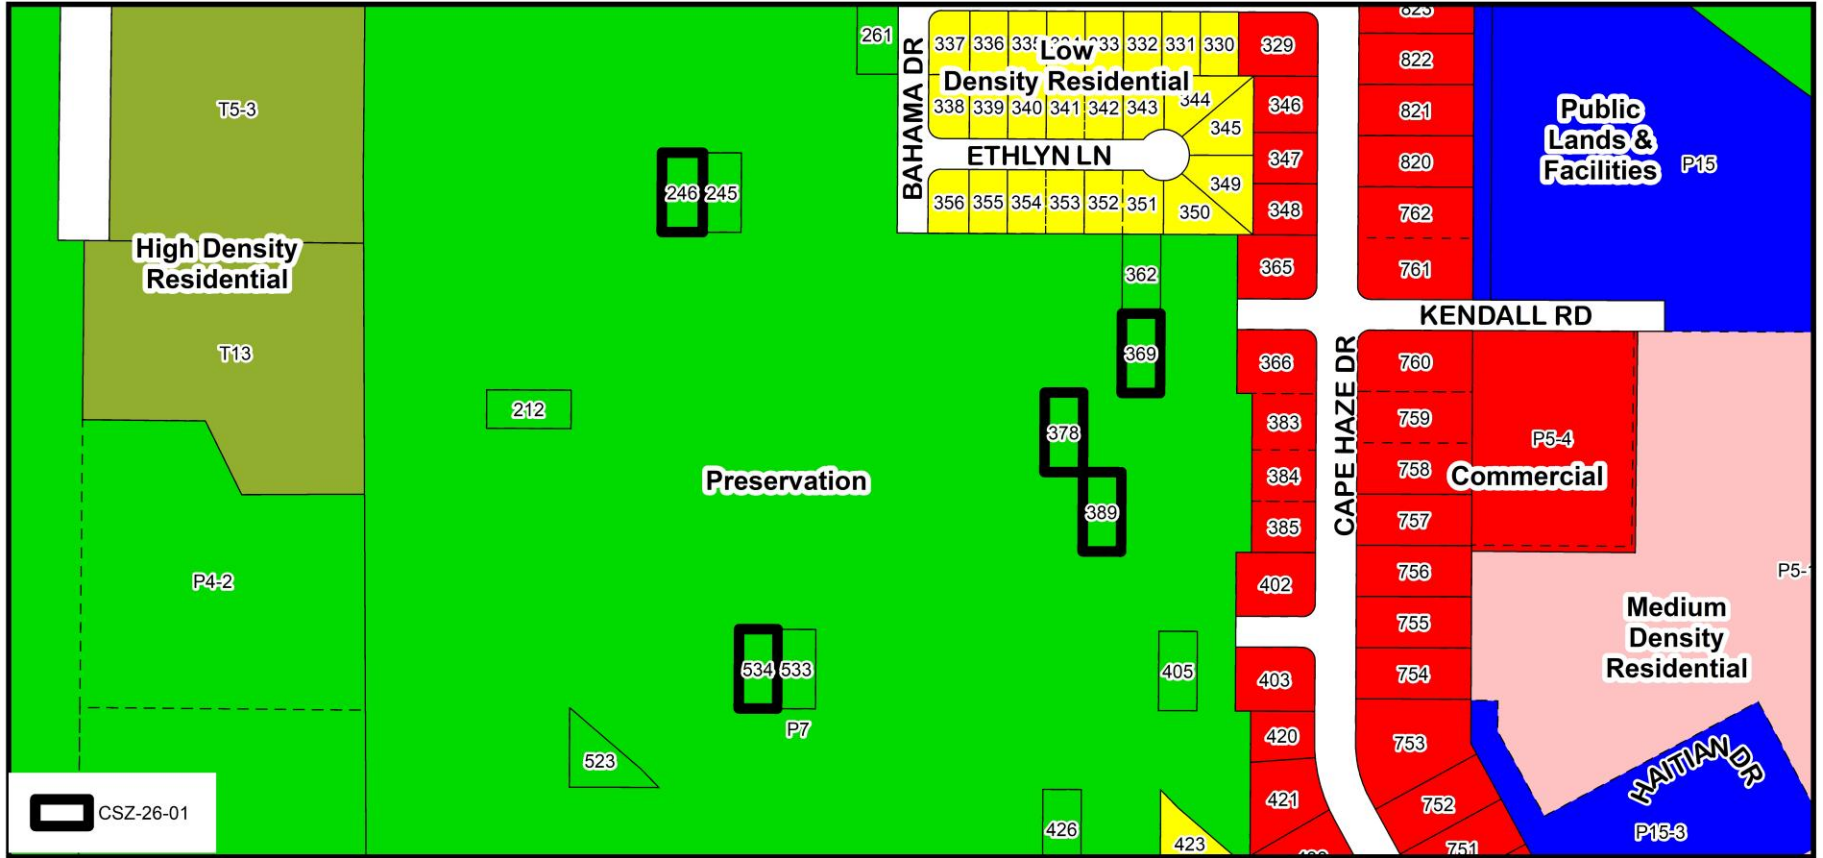 823
261
337 336 335 333 332 331 330 329
822
Low
Density Residential
BAHAMA DR
T5-3
338 339 340 341 342 343 344 346
821
Public
Lands &
Facilities
345
ETHLYN LN
347
820
P15
246 245
349
356 355 354 353 352 351 350 348
762
High Density
Residential
362
365
761
KENDALL RD
T13
369
366
CAPE HAZE DR
760
212
378
383
759
P5-4
Preservation
384
758
Commercial
389
385
757
P4-2
402
756
P5-1
755
Medium
Density
Residential
534 533
405
403
754
P7
420
753
523
HAITIAN DR
CSZ-26-01
421
752
426
423
P15-3
751